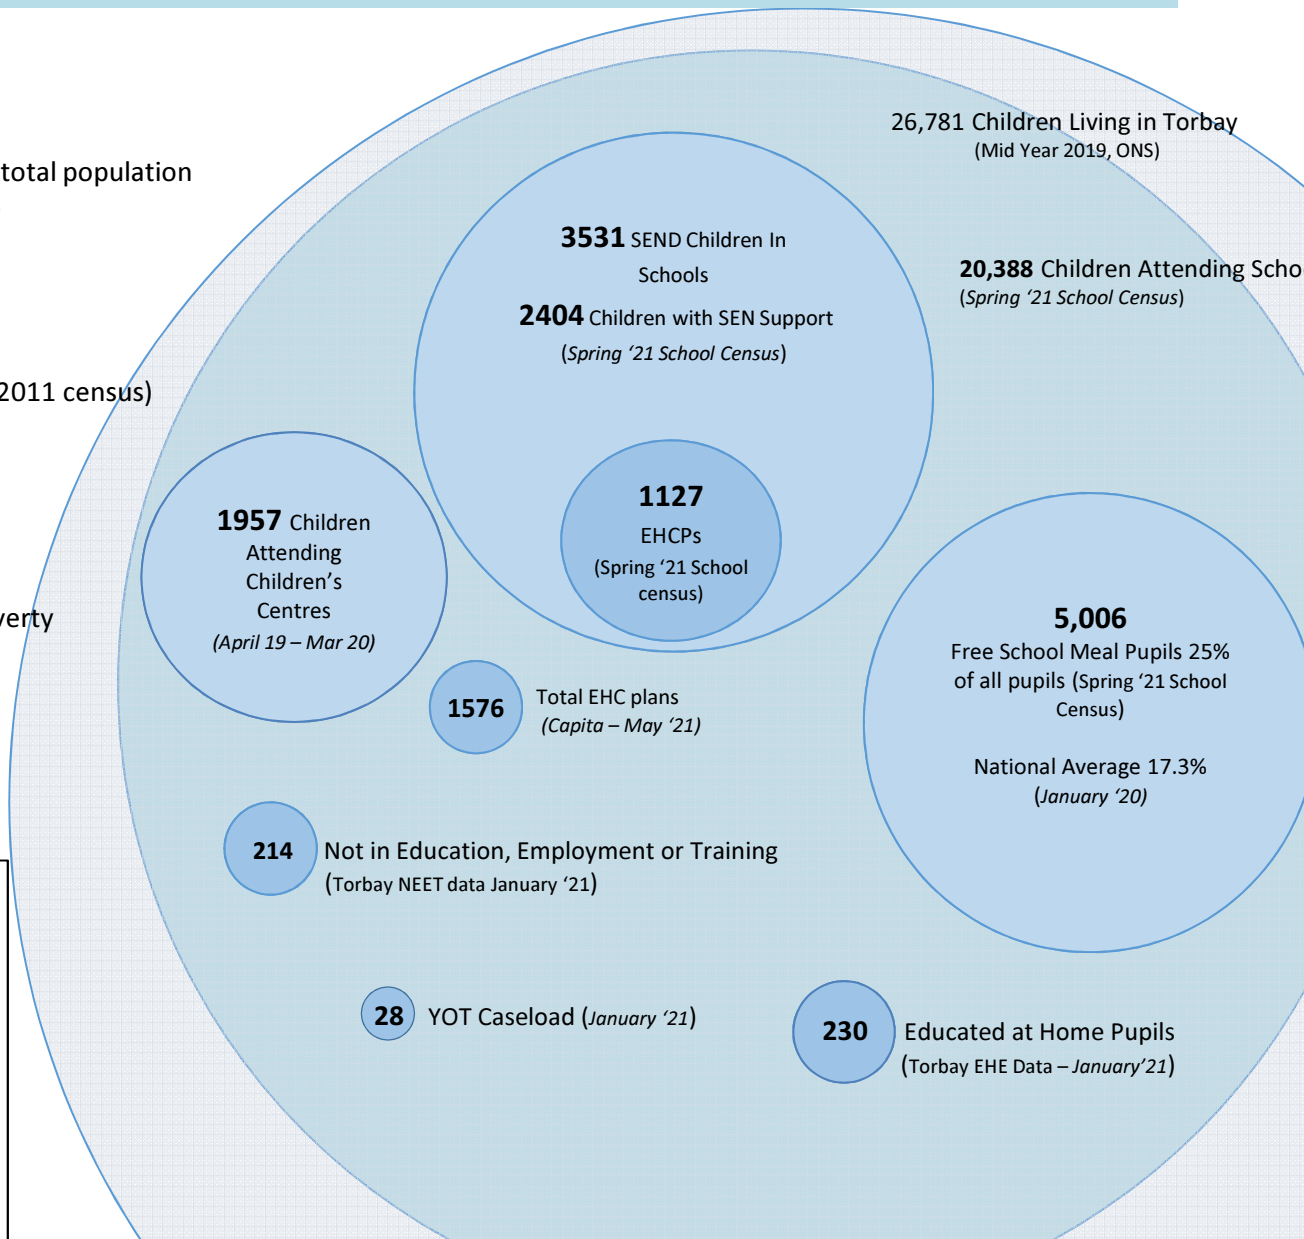 26,781 Children Living in Torbay
(Mid Year 2019, ONS)
total population
3531 SEND Children In
Schools
20,388 Children Attending
(Spring ‘21 School Census)
2404 Children with SEN Support
(Spring ‘21 School Census)
2011 census)
1127
EHCPs
(Spring ‘21 School
census)
1957 Children
Attending
Children’s
Centres
(April 19 – Mar 20)
5,006
Free School Meal Pupils 25%
of all pupils (Spring ‘21 School
Census)
National Average 17.3%
(January ‘20)
1576 Total EHC plans
(Capita – May ‘21)
214 Not in Education, Employment or Training
(Torbay NEET data January ‘21)
28 YOT Caseload (January ‘21)
230 Educated at Home Pupils
(Torbay EHE Data – January’21)